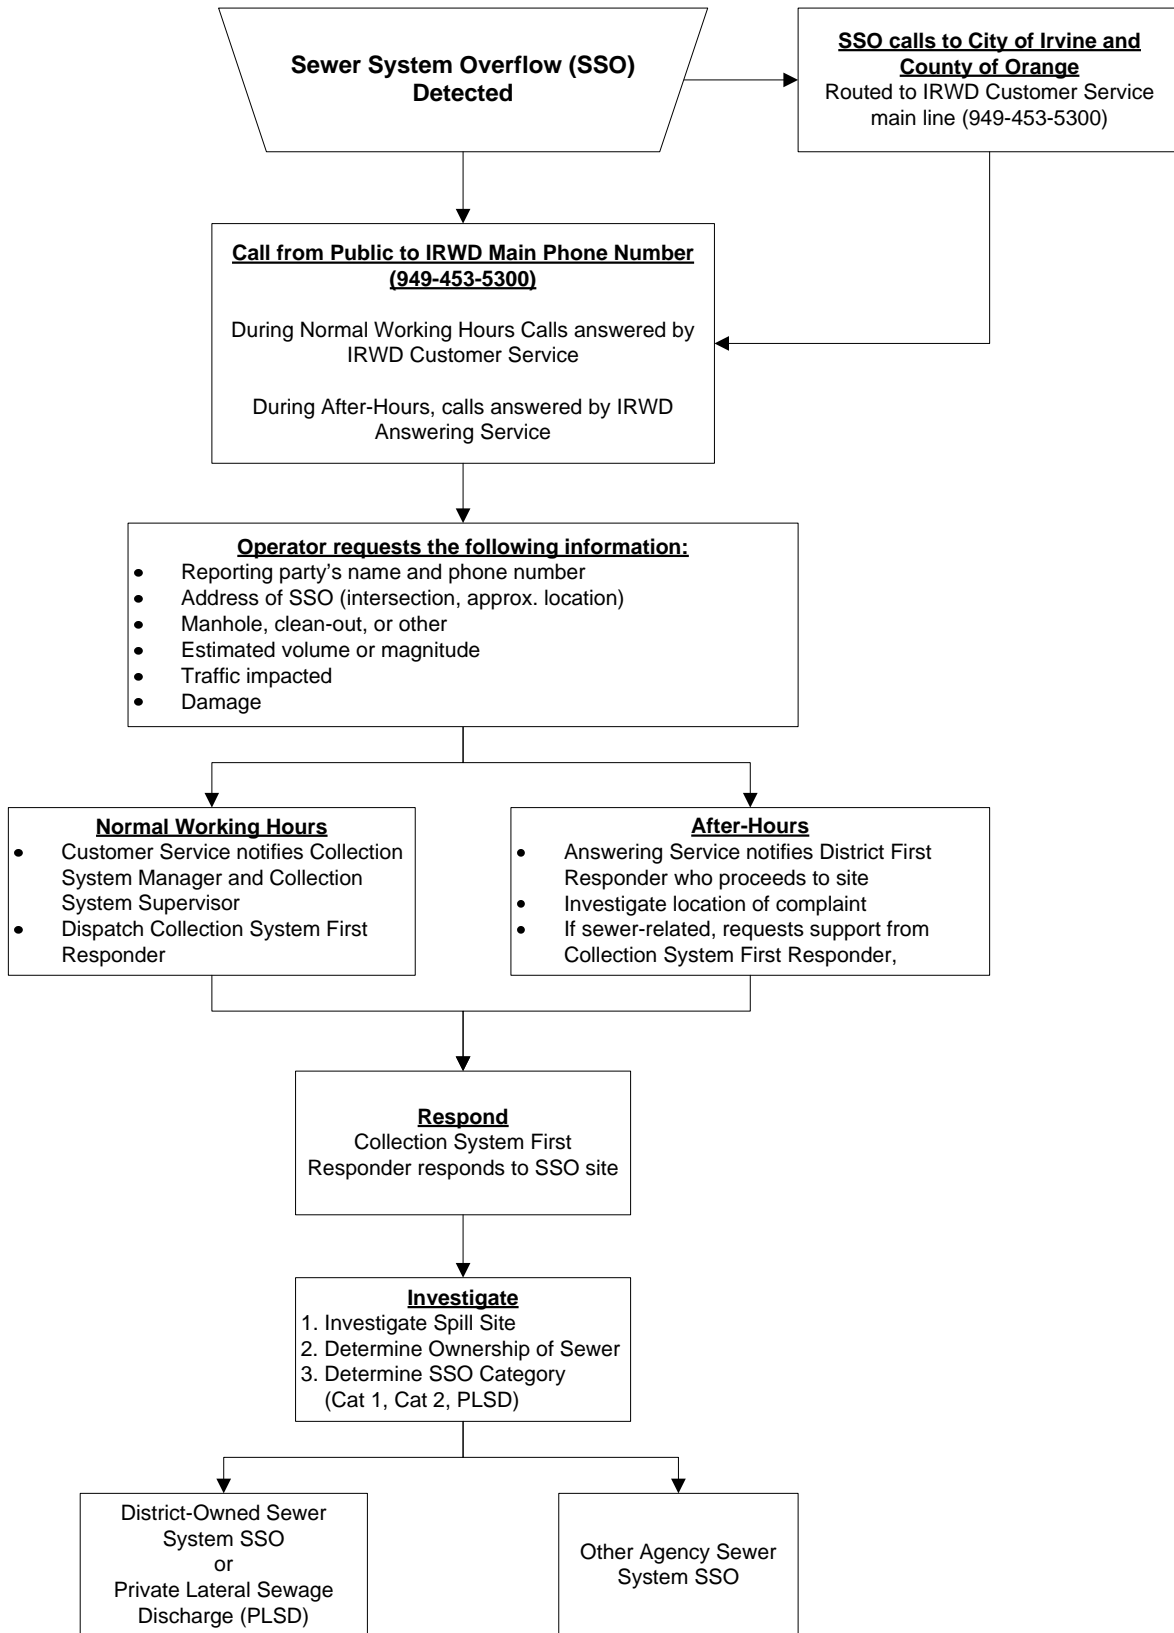 Sewer System Overflow (SSO)
Detected
SSO calls to City of Irvine and
County of Orange
Routed to IRWD Customer Service
main line (949-453-5300)
Call from Public to IRWD Main Phone Number
(949-453-5300)
During Normal Working Hours Calls answered by
IRWD Customer Service
During After-Hours, calls answered by IRWD
Answering Service
Operator requests the following information:
• Reporting party’s name and phone number
• Address of SSO (intersection, approx. location)
• Manhole, clean-out, or other
• Estimated volume or magnitude
• Traffic impacted
• Damage
Normal Working Hours
• Customer Service notifies Collection
System Manager and Collection
System Supervisor
• Dispatch Collection System First
Responder
After-Hours
• Answering Service notifies District First
Responder who proceeds to site
• Investigate location of complaint
• If sewer-related, requests support from
Collection System First Responder,
Respond
Collection System First
Responder responds to SSO site
Investigate
1. Investigate Spill Site
2. Determine Ownership of Sewer
3. Determine SSO Category
(Cat 1, Cat 2, PLSD)
District-Owned Sewer
System SSO
or
Private Lateral Sewage
Discharge (PLSD)
Other Agency Sewer
System SSO